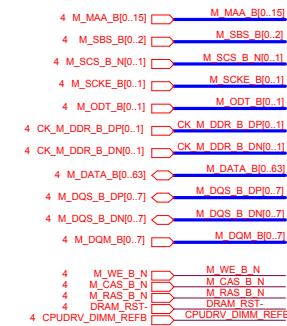 4 M_MAA_B[0..15] M_MAA_B[0..15]
4 M_SBS_B[0..2] M_SBS_B[0..2]
4 M_SCS_B_N[0..1] M_SCS_B_N[0..1]
4 M_SCKE_B[0..1] M_SCKE_B[0..1]
4 M_ODT_B[0..1] M_ODT_B[0..1]
4 CK_M_DDR_B_DP[0..1] CK_M_DDR_B_DP[0..1]
4 CK_M_DDR_B_DN[0..1] CK_M_DDR_B_DN[0..1]
4 M_DATA_B[0..63] M_DATA_B[0..63]
4 M_DQS_B_DP[0..7] M_DQS_B_DP[0..7]
4 M_DQS_B_DN[0..7] M_DQS_B_DN[0..7]
4 M_DQM_B[0..7] M_DQM_B[0..7]
4 M_WE_B_N M_WE_B_N
4 M_CAS_B_N M_CAS_B_N
4 M_RAS_B_N M_RAS_B_N
4 DRAM_RST- DRAM_RST-
4 CPUDRV_DIMM_REFB CPUDRV_DIMM_REFB